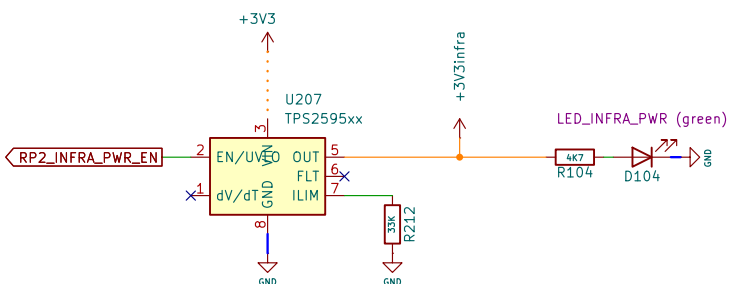 +3V3
+3V3infra
U207
TPS2595xx
LED_INFRA_PWR (green)
RP2_INFRA_PWR_EN
2
EN/UVLO
3
VIN
OUT
5
FLT
6
1
dV/dT
GND
8
ILIM
7
4K7
R104
D104
GND
33K
R212
GND
GND